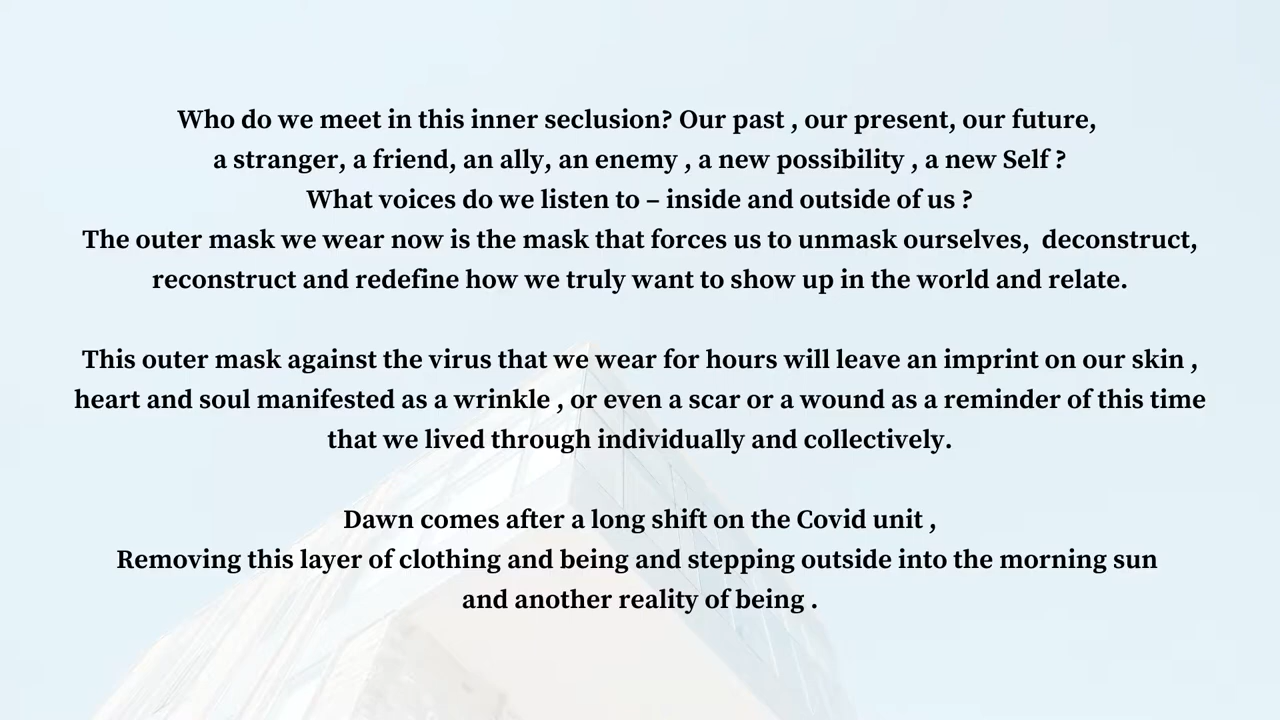 Who do we meet in this inner seclusion? Our past , our present, our future,
a stranger, a friend, an ally, an enemy , a new possibility , a new Self ?
What voices do we listen to – inside and outside of us ?
The outer mask we wear now is the mask that forces us to unmask ourselves,  deconstruct,
reconstruct and redefine how we truly want to show up in the world and relate.
This outer mask against the virus that we wear for hours will leave an imprint on our skin ,
heart and soul manifested as a wrinkle , or even a scar or a wound as a reminder of this time
that we lived through individually and collectively.
Dawn comes after a long shift on the Covid unit ,
Removing this layer of clothing and being and stepping outside into the morning sun
and another reality of being .